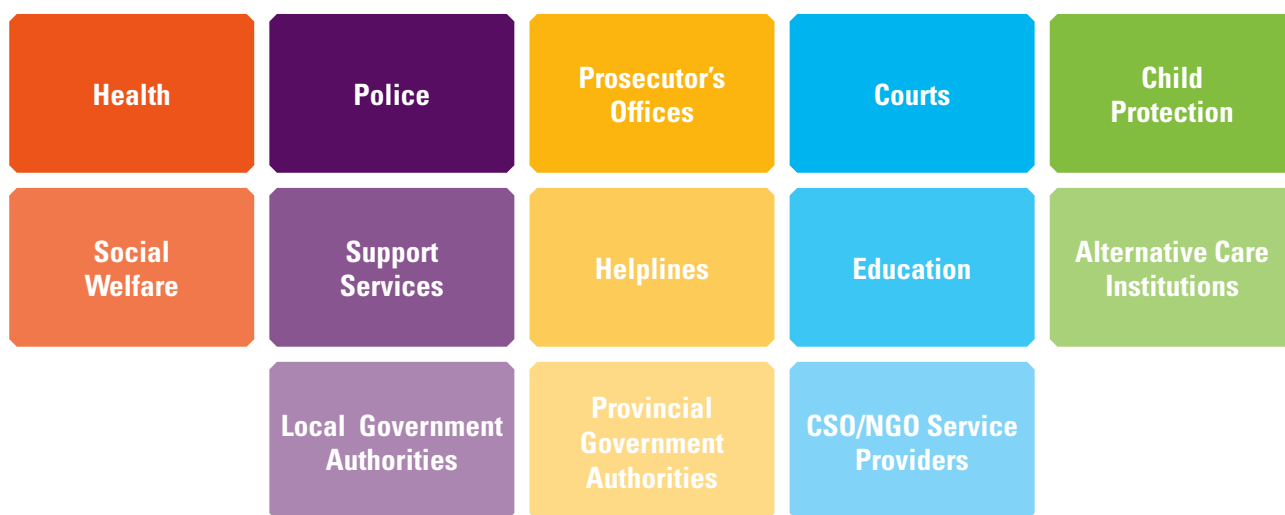 Health
Police
Prosecutor's
Offices
Courts
Child
Protection
Social
Welfare
Support
Services
Helplines
Education
Alternative Care
Institutions
Local Government
Authorities
Provincial
Government
Authorities
CSO/NGO Service
Providers